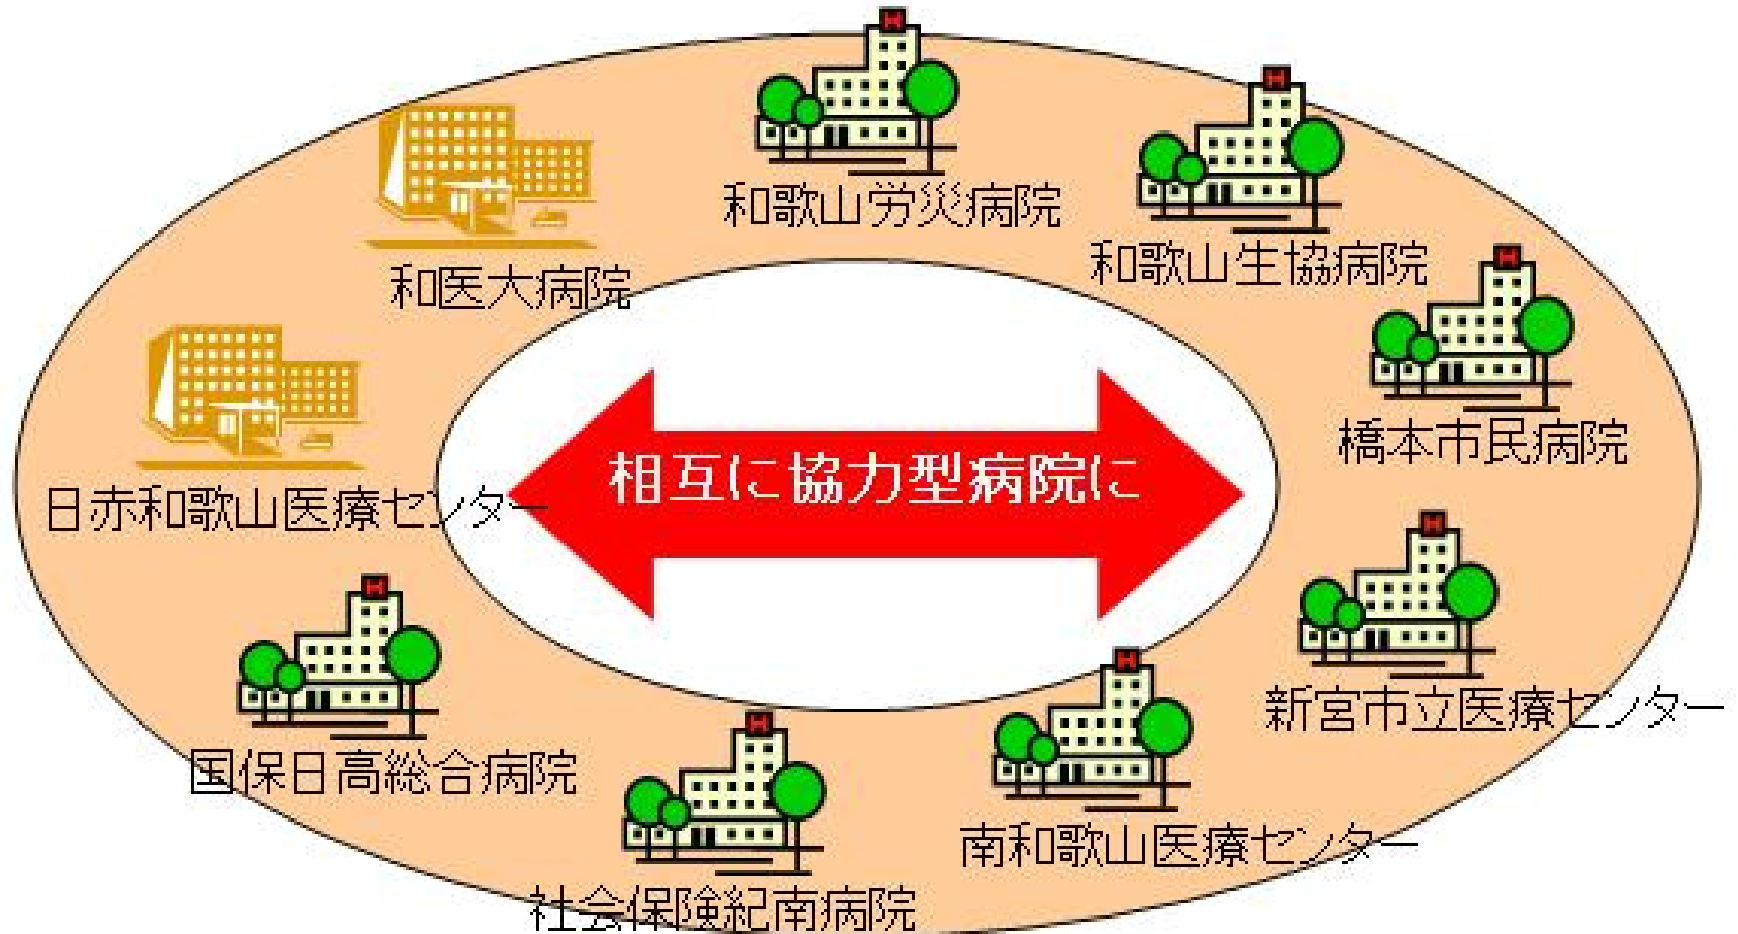 和歌山労災病院
和歌山生協病院
和医大病院
橋本市民病院
相互に協力型病院に
日赤和歌山医療センター
新宮市立医療センター
国保日高総合病院
南和歌山医療センター
社会保険紀南病院
H
H
H
H
H
H
H